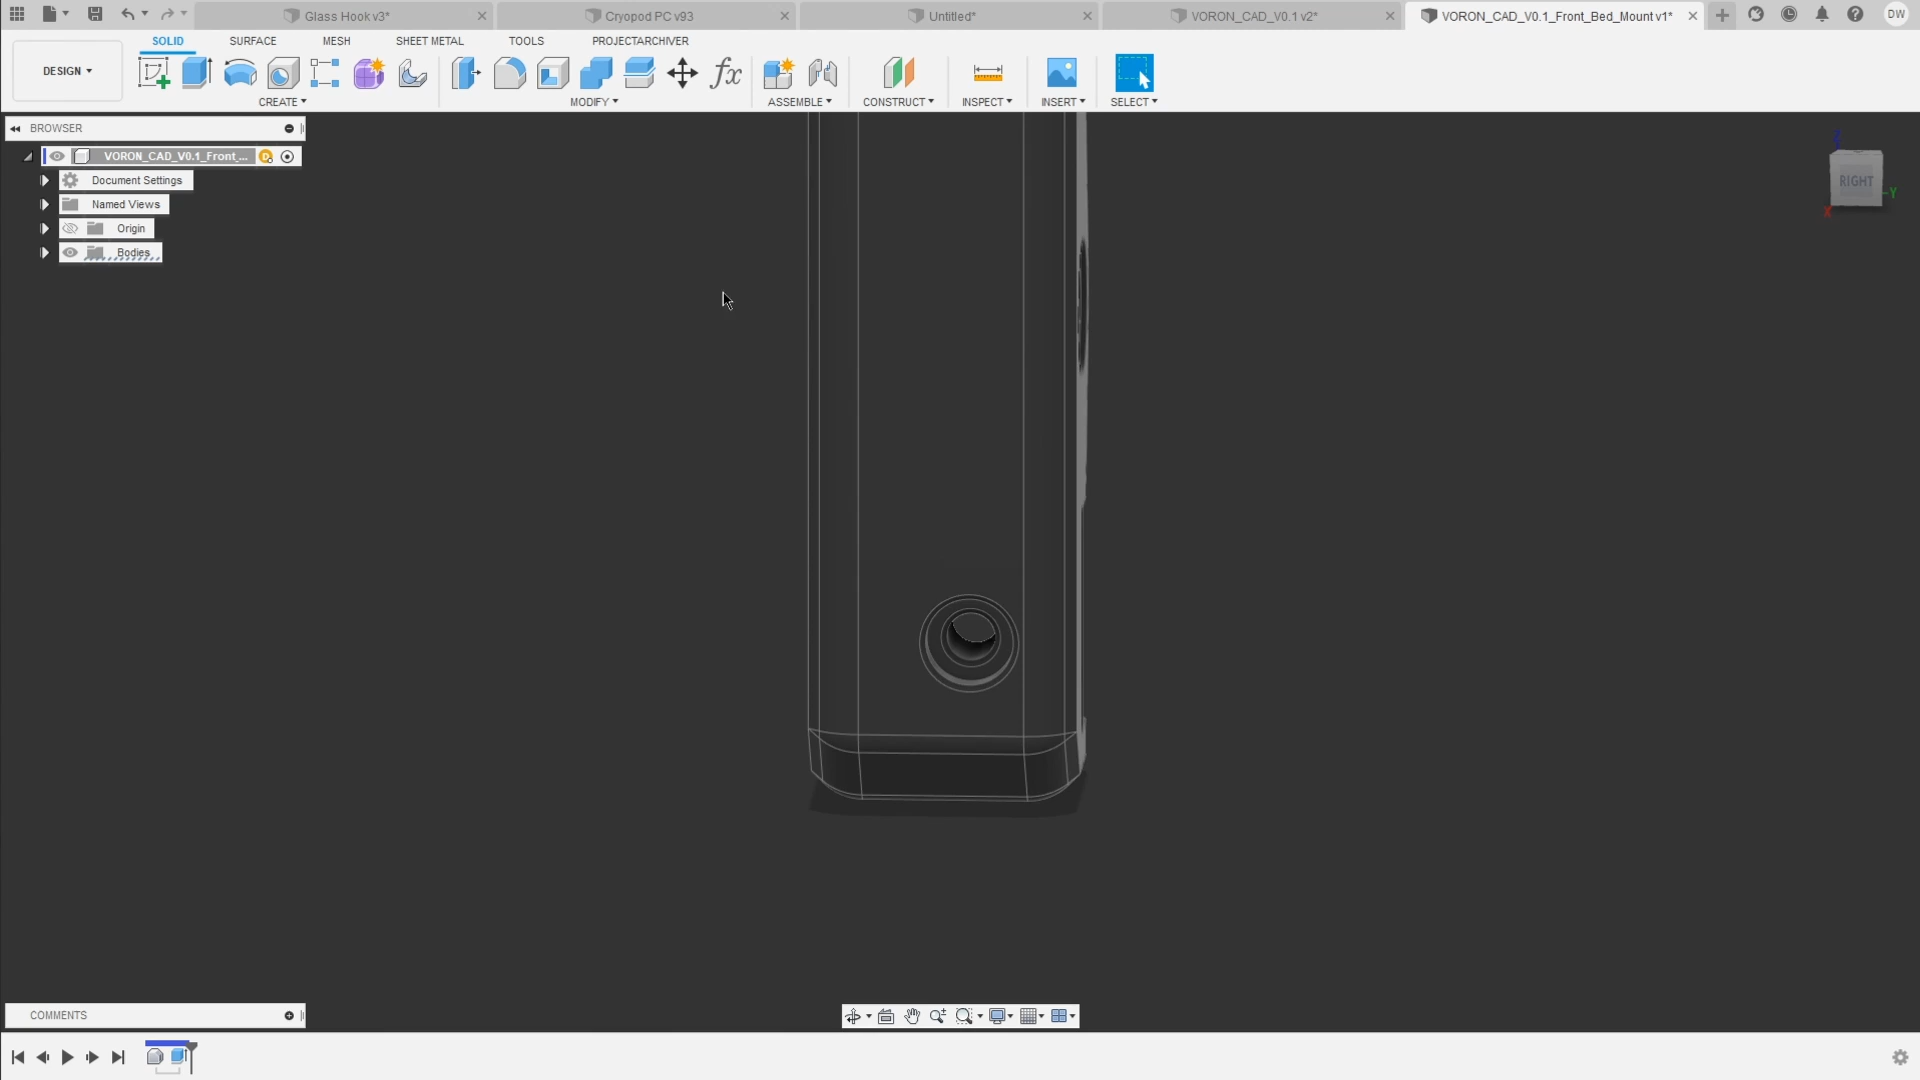 Glass Hook v3*
Cryopod PC v93
Untitled*
VORON_CAD_V0.1 v2*
VORON_CAD_V0.1_Front_Bed_Mount v1*
DW
SOLID
SURFACE
MESH
SHEET METAL
TOOLS
PROJECTARCHIVER
DESIGN
fx
CREATE
MODIFY
ASSEMBLE
CONSTRUCT
INSPECT
INSERT
SELECT
BROWSER
VORON_CAD_V0.1_Front_...
Document Settings
Named Views
Origin
Bodies
Z
RIGHT
Y
X
COMMENTS